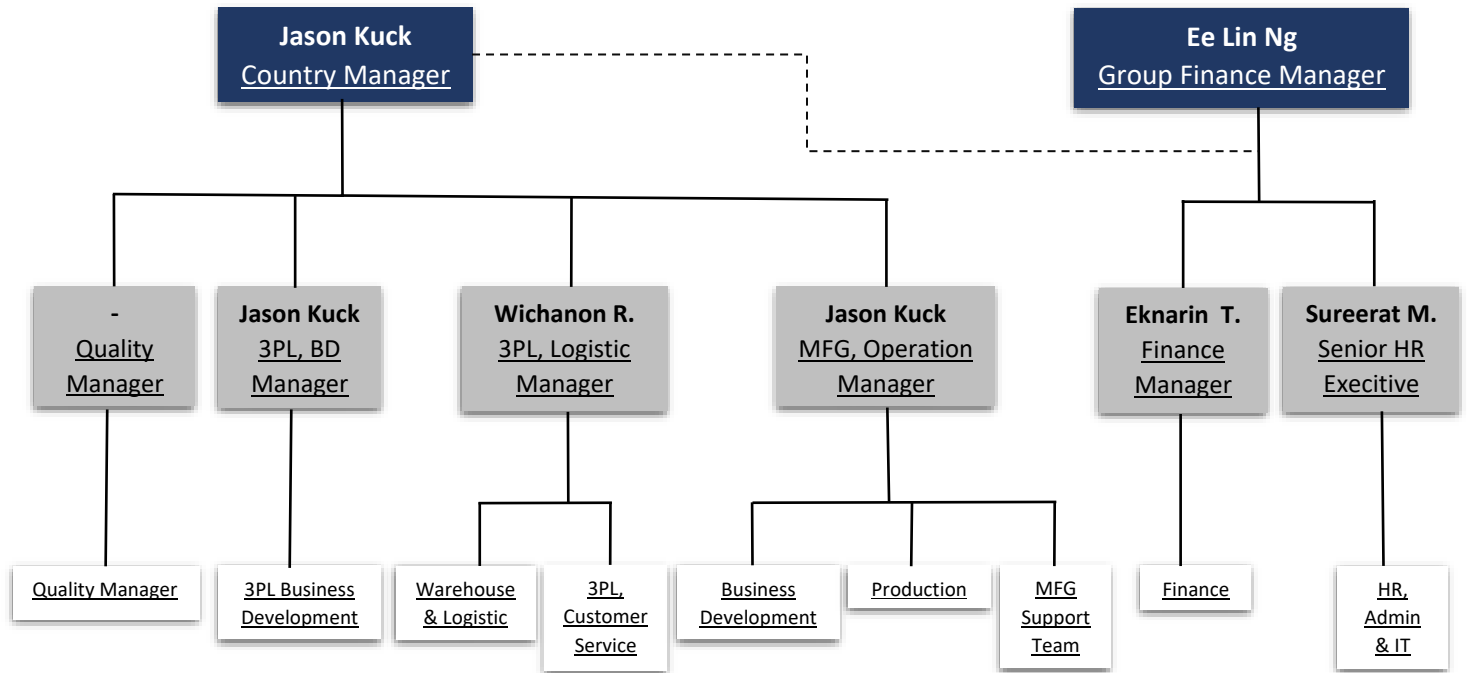 Jason Kuck
Country Manager
Ee Lin Ng
Group Finance Manager
-
Quality
Manager
Jason Kuck
3PL, BD
Manager
Wichanon R.
3PL, Logistic
Manager
Jason Kuck
MFG, Operation
Manager
Eknarin T.
Finance
Manager
Sureerat M.
Senior HR
Execitive
Quality Manager
3PL Business
Development
Warehouse
& Logistic
3PL,
Customer
Service
Business
Development
Production
MFG
Support
Team
Finance
HR,
Admin
& IT